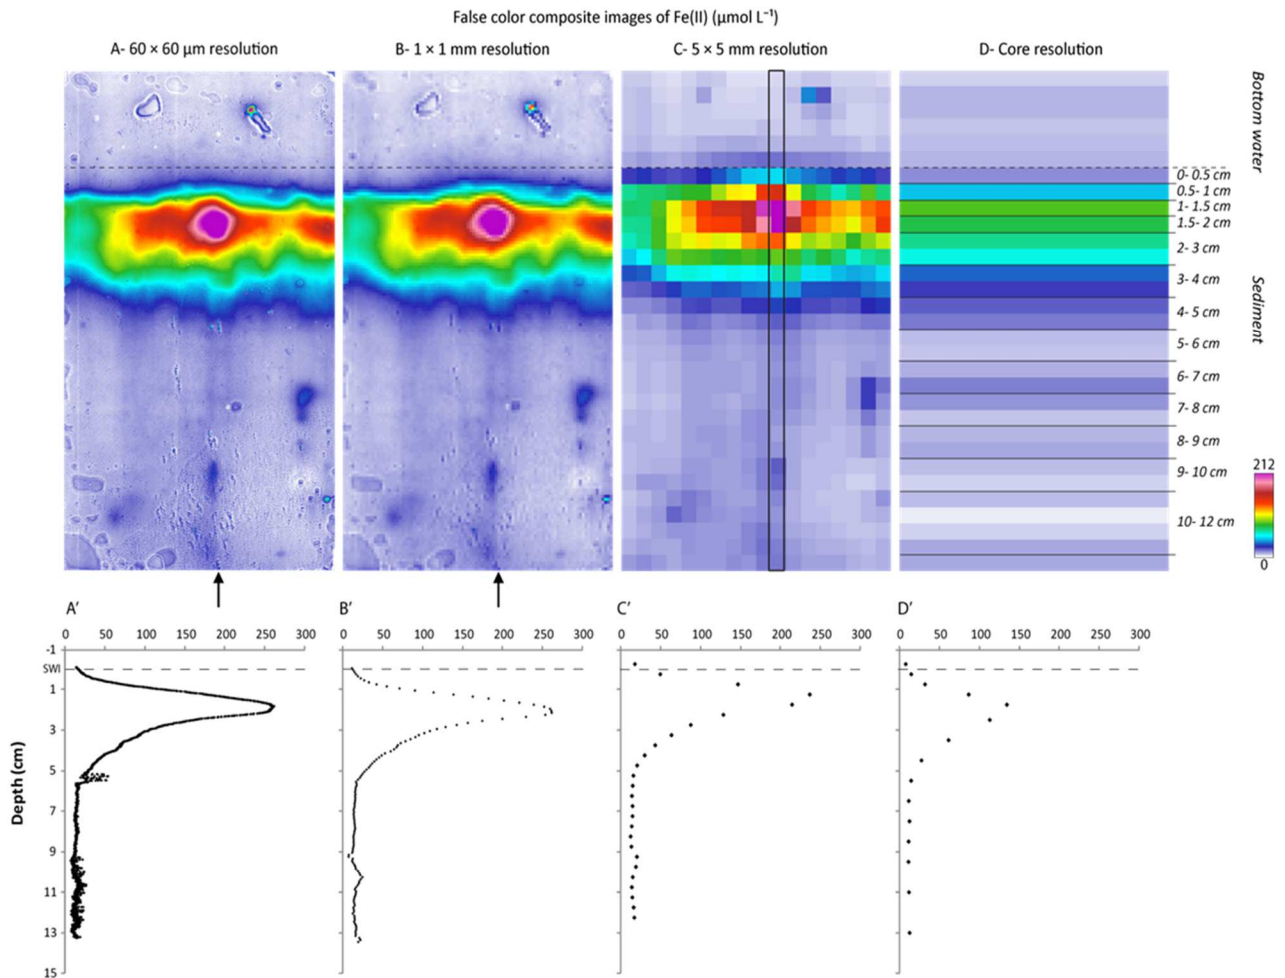 False color composite images of Fe(II) (µmol L⁻¹)
A- 60 × 60 µm resolution
B- 1 × 1 mm resolution
C- 5 × 5 mm resolution
D- Core resolution
Bottom water
Sediment
0- 0.5 cm
0.5- 1 cm
1- 1.5 cm
1.5- 2 cm
2- 3 cm
3-4 cm
4- 5 cm
5- 6 cm
6- 7 cm
7- 8 cm
8- 9 cm
9- 10 cm
10- 12 cm
212
0
A′
0 50 100 150 200 250 300
-1
SWI
1
3
5
7
9
11
13
15
Depth (cm)
B′
0 50 100 150 200 250 300
C′
0 50 100 150 200 250 300
D′
0 50 100 150 200 250 300